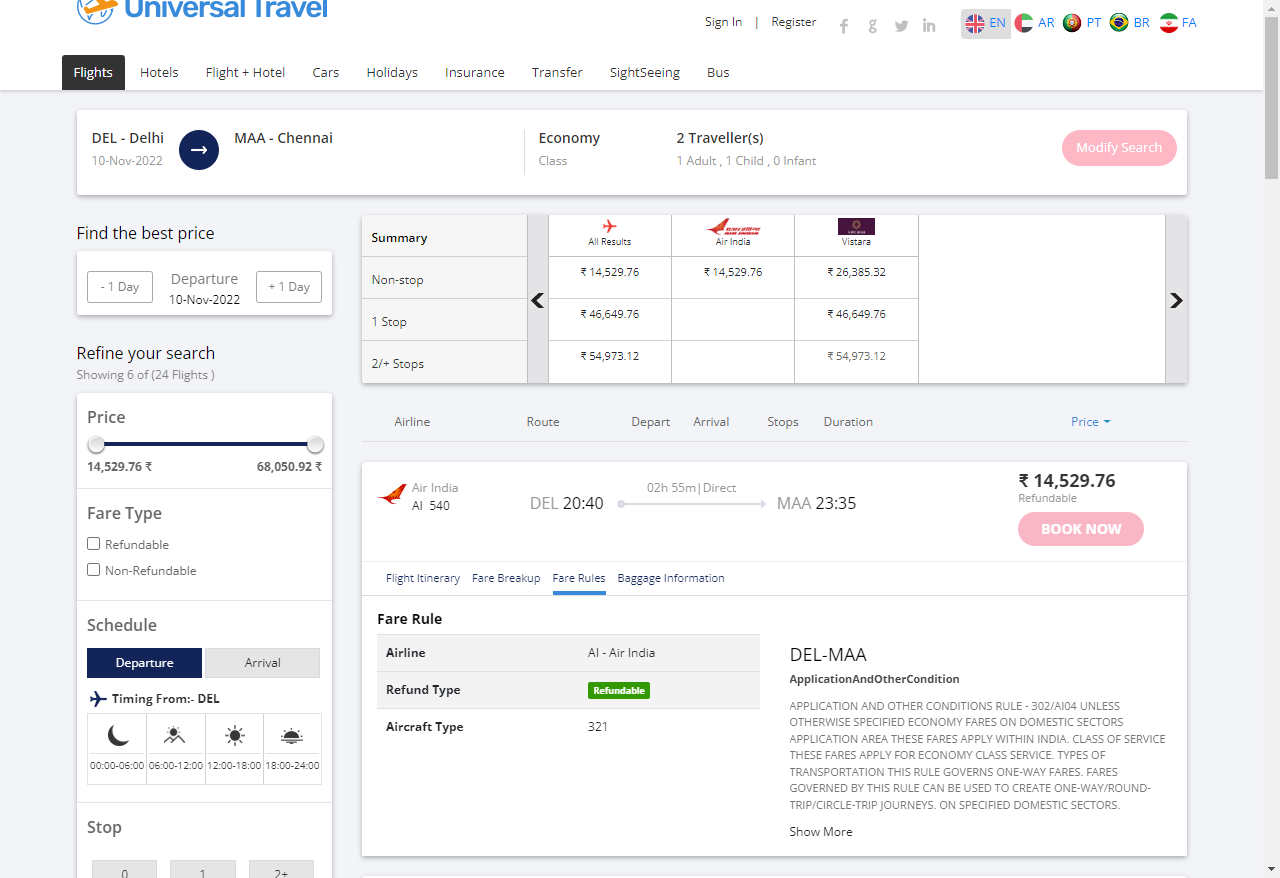 Universal Travel
Sign In | Register
EN AR PT BR FA
Flights Hotels Flight + Hotel Cars Holidays Insurance Transfer SightSeeing Bus
DEL - Delhi
10-Nov-2022
MAA - Chennai
Economy
Class
2 Traveller(s)
1 Adult , 1 Child , 0 Infant
Modify Search
Find the best price
- 1 Day
Departure
10-Nov-2022
+ 1 Day
Refine your search
Showing 6 of (24 Flights )
Price
14,529.76 ₹ 68,050.92 ₹
Fare Type
Refundable
Non-Refundable
Schedule
Departure Arrival
Timing From:- DEL
00:00-06:00 06:00-12:00 12:00-18:00 18:00-24:00
Stop
0 1 2+
Summary All Results Air India Vistara
Non-stop ₹ 14,529.76 ₹ 14,529.76 ₹ 26,385.32
1 Stop ₹ 46,649.76 ₹ 46,649.76
2/+ Stops ₹ 54,973.12 ₹ 54,973.12
Airline Route Depart Arrival Stops Duration Price
Air India
AI 540
DEL 20:40
02h 55m|Direct
MAA 23:35
₹ 14,529.76
Refundable
BOOK NOW
Flight Itinerary Fare Breakup Fare Rules Baggage Information
Fare Rule
Airline AI - Air India
Refund Type Refundable
Aircraft Type 321
DEL-MAA
ApplicationAndOtherCondition
APPLICATION AND OTHER CONDITIONS RULE - 302/AI04 UNLESS
OTHERWISE SPECIFIED ECONOMY FARES ON DOMESTIC SECTORS
APPLICATION AREA THESE FARES APPLY WITHIN INDIA. CLASS OF SERVICE
THESE FARES APPLY FOR ECONOMY CLASS SERVICE. TYPES OF
TRANSPORTATION THIS RULE GOVERNS ONE-WAY FARES. FARES
GOVERNED BY THIS RULE CAN BE USED TO CREATE ONE-WAY/ROUND-
TRIP/CIRCLE-TRIP JOURNEYS. ON SPECIFIED DOMESTIC SECTORS.
Show More